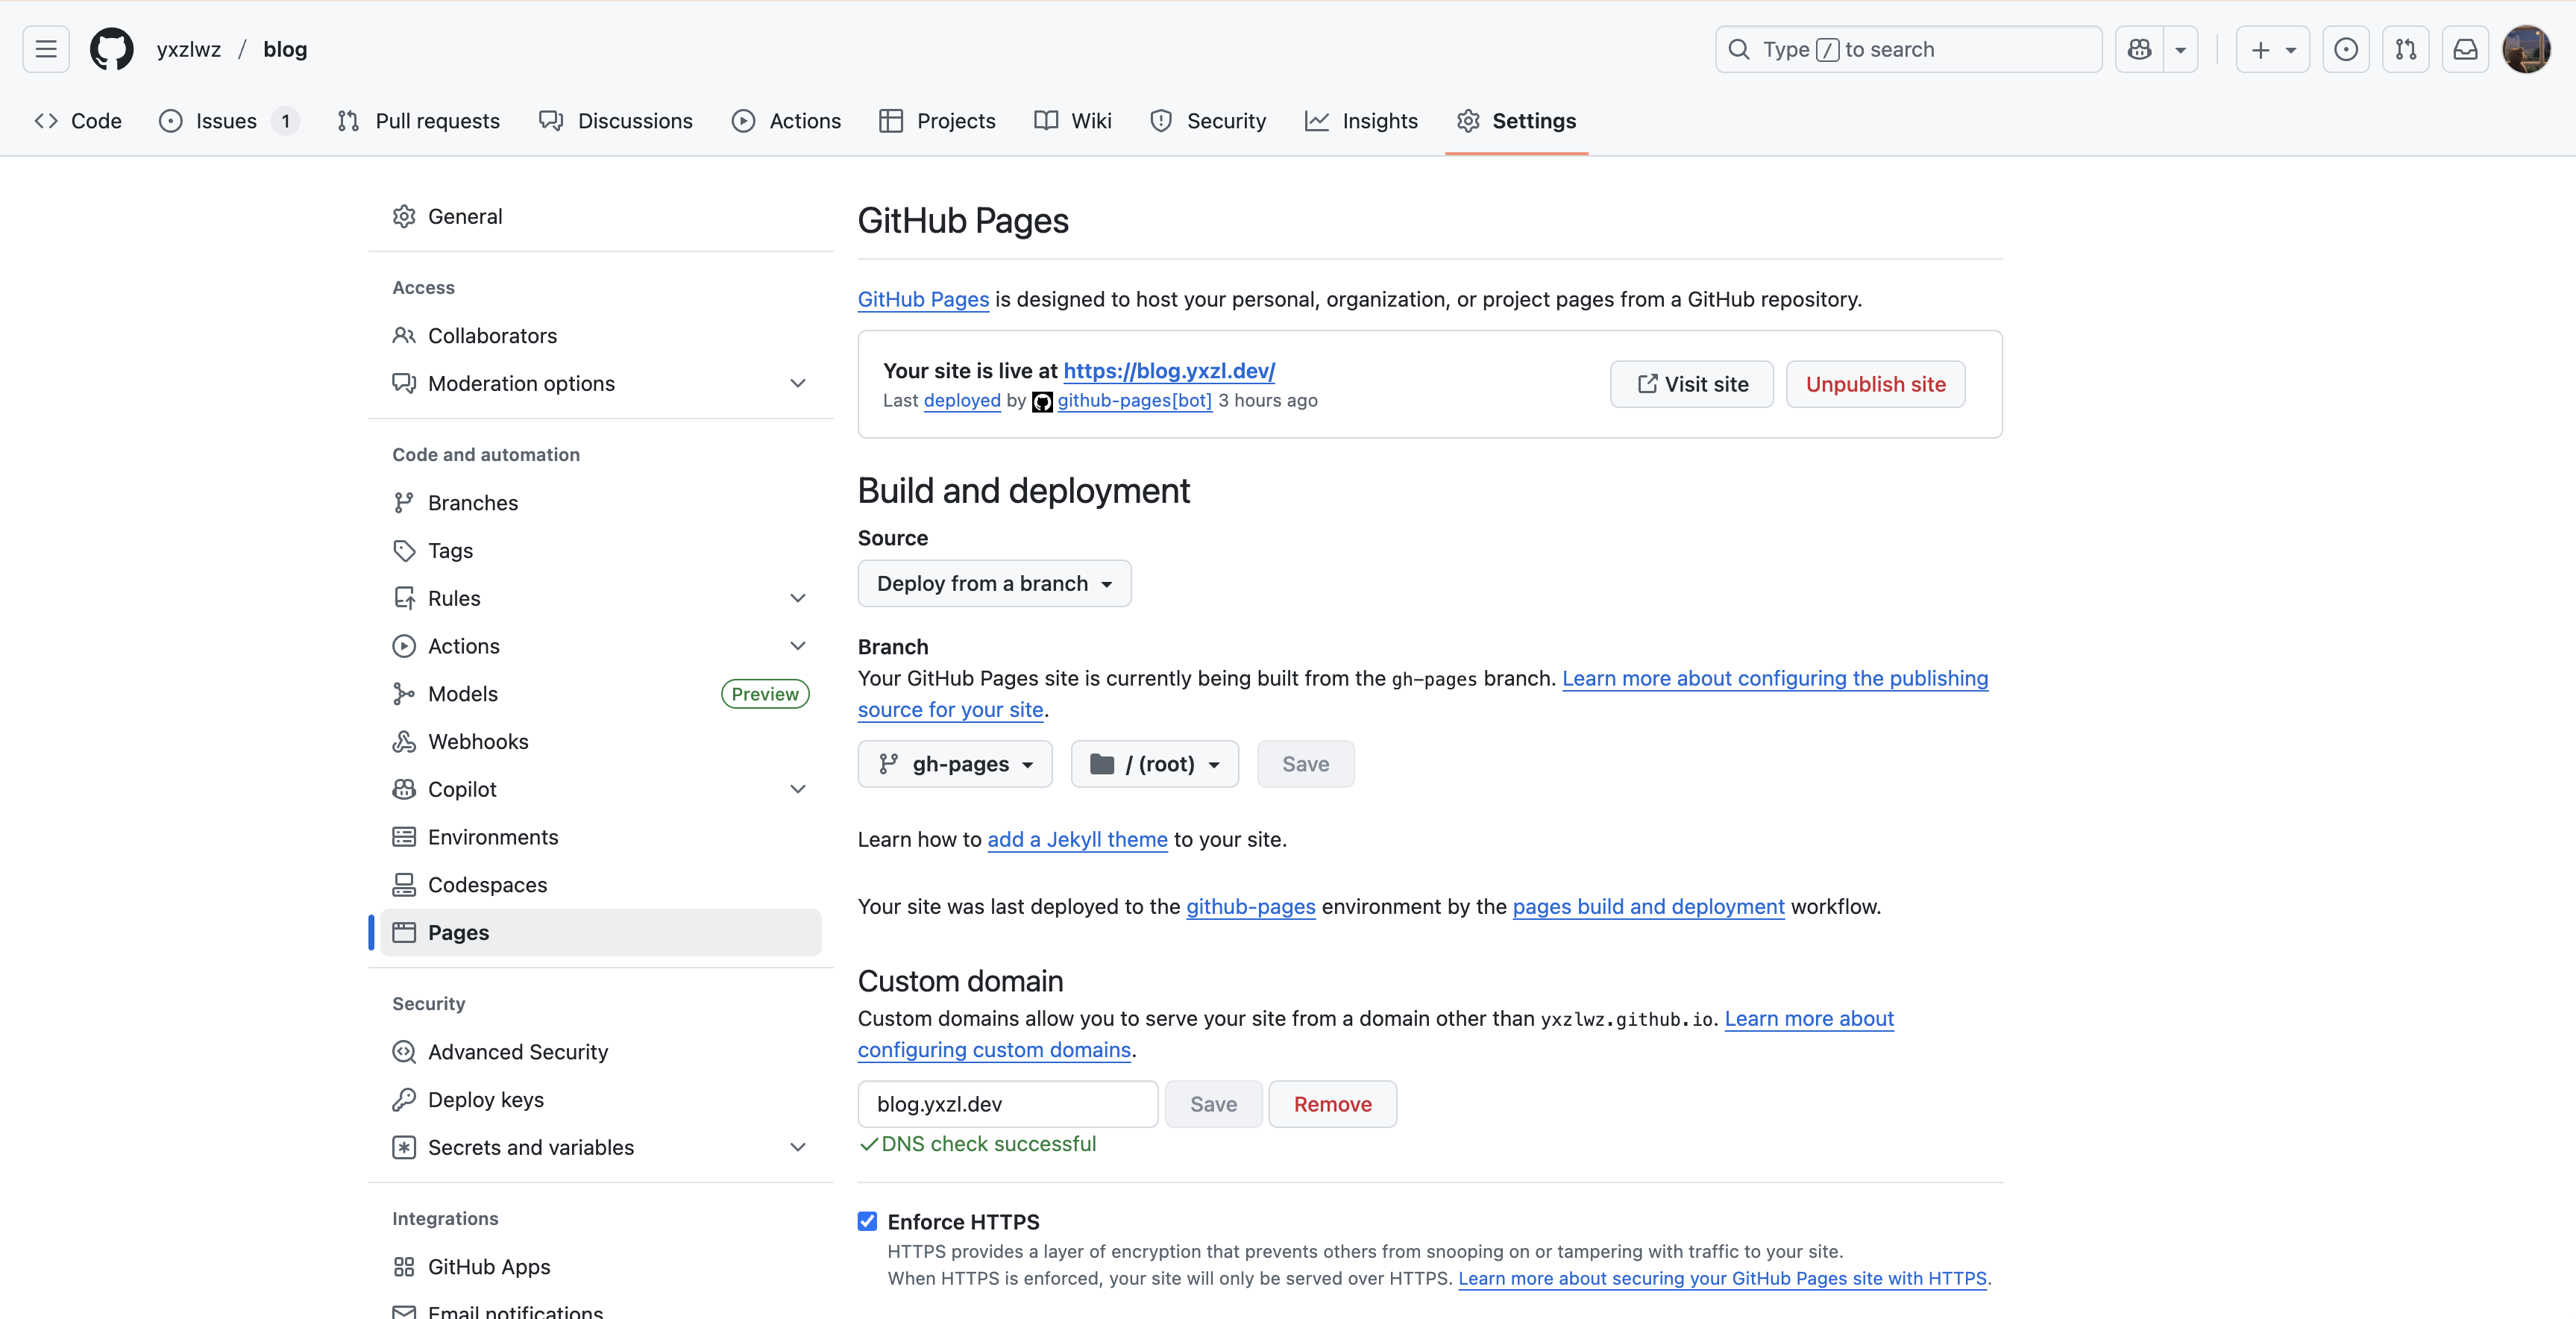 yxzlwz / blog
Type / to search
Code
Issues 1
Pull requests
Discussions
Actions
Projects
Wiki
Security
Insights
Settings
General
Access
Collaborators
Moderation options
Code and automation
Branches
Tags
Rules
Actions
Models Preview
Webhooks
Copilot
Environments
Codespaces
Pages
Security
Advanced Security
Deploy keys
Secrets and variables
Integrations
GitHub Apps
Email notifications
GitHub Pages
GitHub Pages is designed to host your personal, organization, or project pages from a GitHub repository.
Your site is live at https://blog.yxzl.dev/
Last deployed by github-pages[bot] 3 hours ago
Visit site
Unpublish site
Build and deployment
Source
Deploy from a branch
Branch
Your GitHub Pages site is currently being built from the gh-pages branch. Learn more about configuring the publishing
source for your site.
gh-pages
/ (root)
Save
Learn how to add a Jekyll theme to your site.
Your site was last deployed to the github-pages environment by the pages build and deployment workflow.
Custom domain
Custom domains allow you to serve your site from a domain other than yxzlwz.github.io. Learn more about
configuring custom domains.
blog.yxzl.dev
Save
Remove
DNS check successful
Enforce HTTPS
HTTPS provides a layer of encryption that prevents others from snooping on or tampering with traffic to your site.
When HTTPS is enforced, your site will only be served over HTTPS. Learn more about securing your GitHub Pages site with HTTPS.